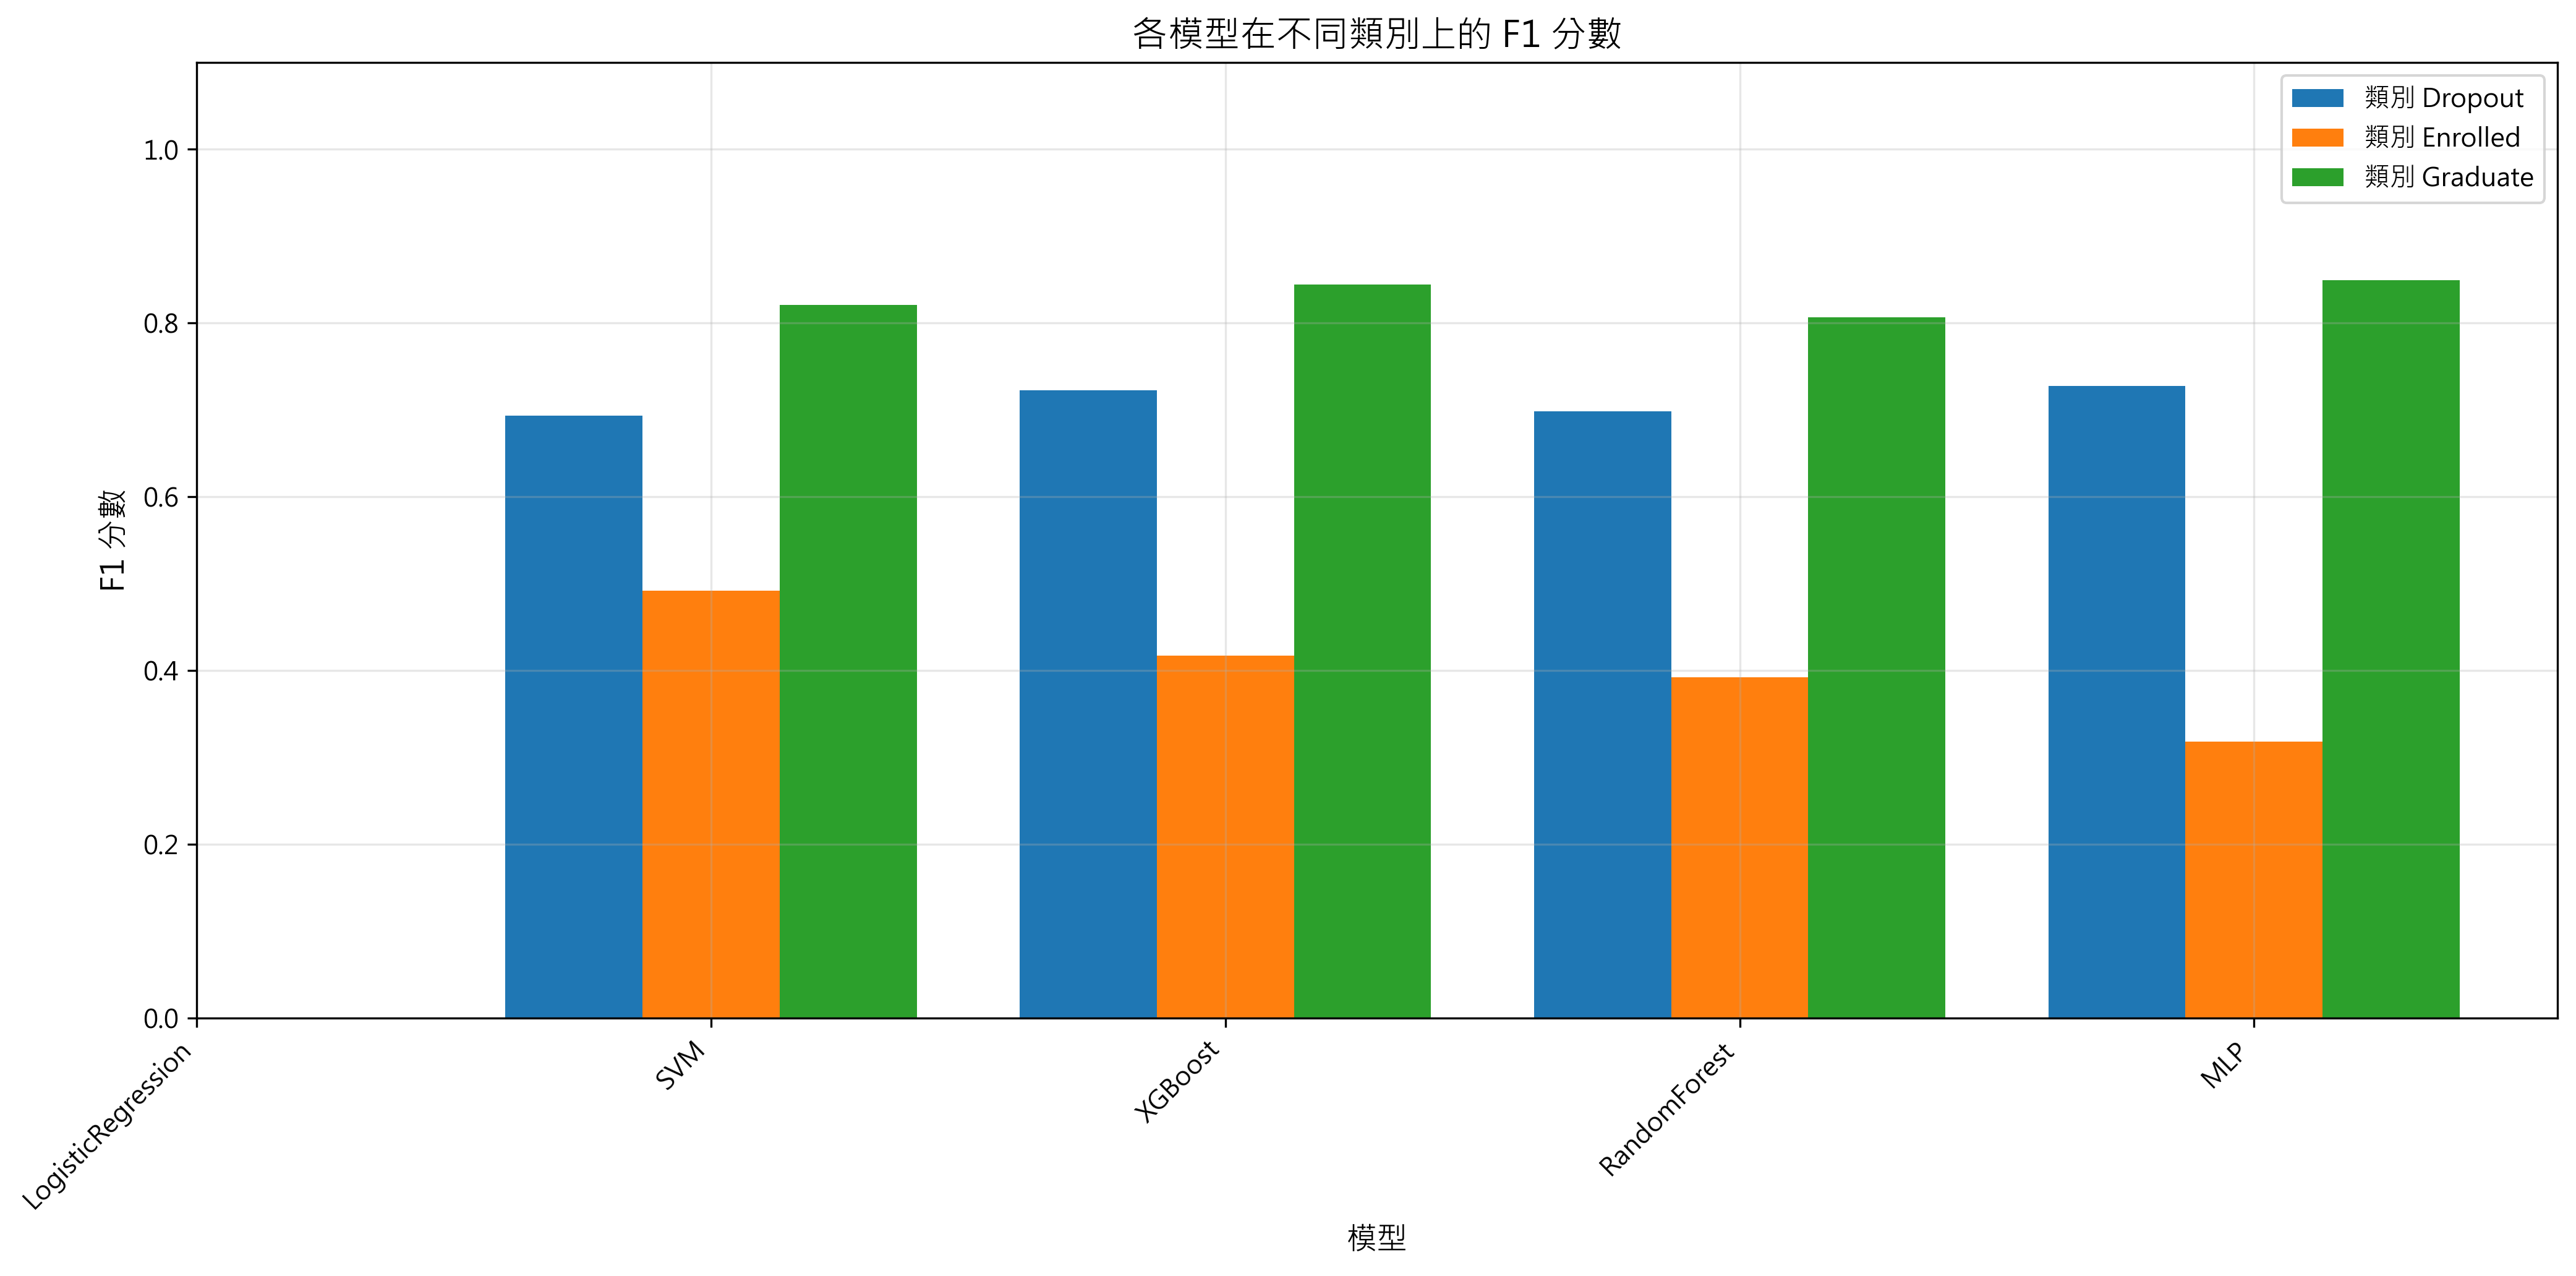 各模型在不同類別上的 F1 分數
類別 Dropout
類別 Enrolled
類別 Graduate
F1 分數
1.0
0.8
0.6
0.4
0.2
0.0
LogisticRegression
SVM
XGBoost
RandomForest
MLP
模型